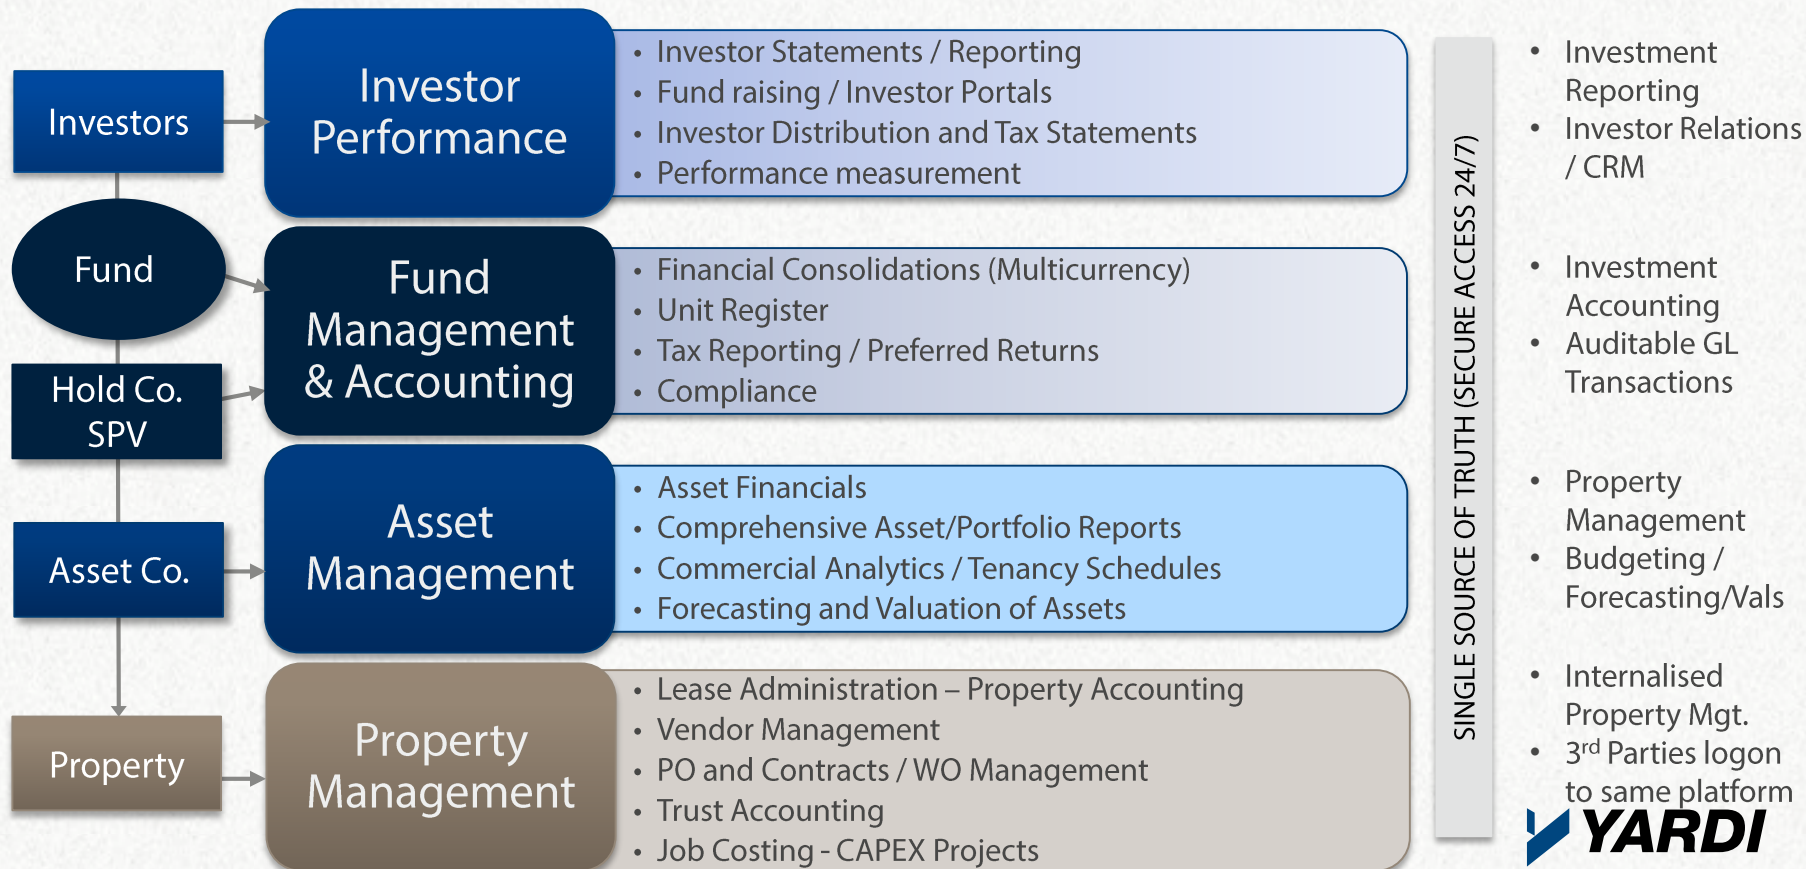 Investors
Fund
Hold Co.
SPV
Asset Co.
Property
Investor
Performance
• Investor Statements / Reporting
• Fund raising / Investor Portals
• Investor Distribution and Tax Statements
• Performance measurement
Fund
Management
& Accounting
• Financial Consolidations (Multicurrency)
• Unit Register
• Tax Reporting / Preferred Returns
• Compliance
Asset
Management
• Asset Financials
• Comprehensive Asset/Portfolio Reports
• Commercial Analytics / Tenancy Schedules
• Forecasting and Valuation of Assets
Property
Management
• Lease Administration – Property Accounting
• Vendor Management
• PO and Contracts / WO Management
• Trust Accounting
• Job Costing - CAPEX Projects
SINGLE SOURCE OF TRUTH (SECURE ACCESS 24/7)
• Investment
Reporting
• Investor Relations
/ CRM
• Investment
Accounting
• Auditable GL
Transactions
• Property
Management
• Budgeting /
Forecasting/Vals
• Internalised
Property Mgt.
• 3rd Parties logon
to same platform
YARDI